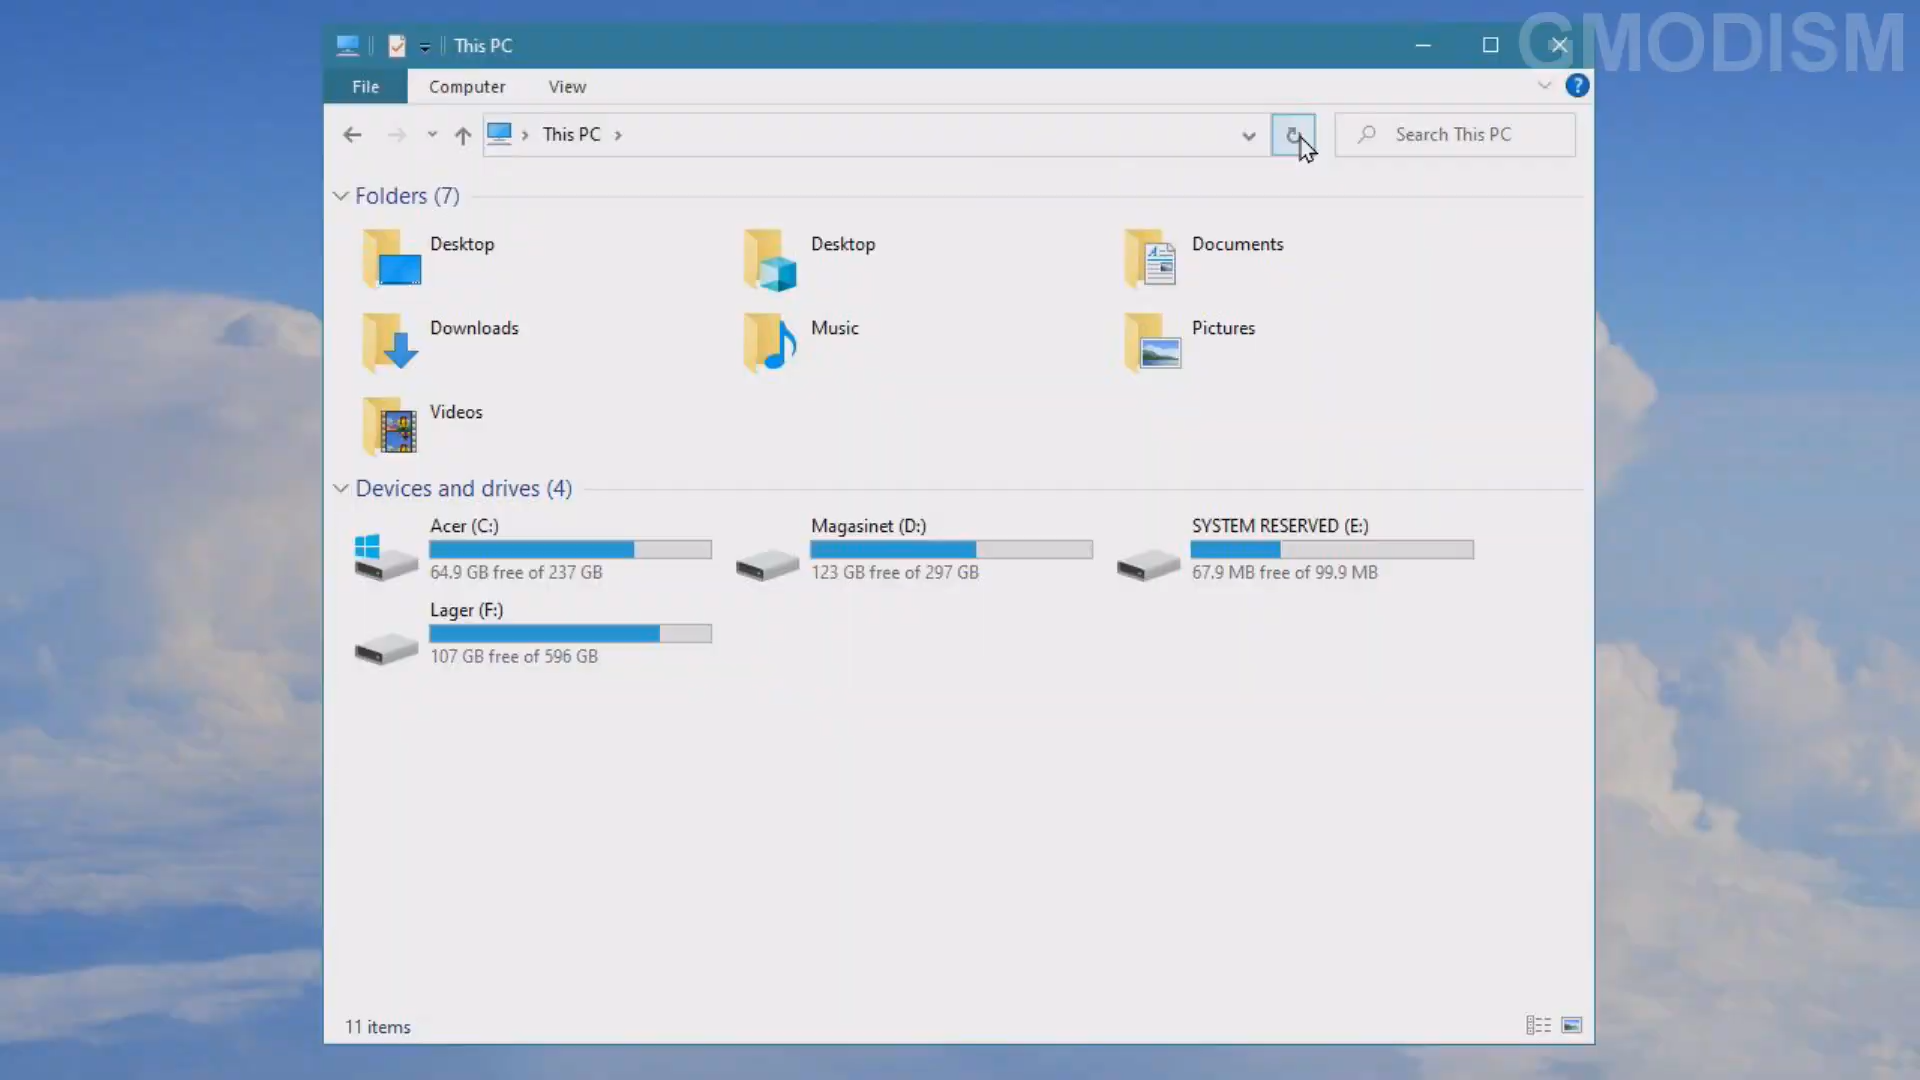 GMODISM
This PC
File Computer View
This PC
Search This PC
Folders (7)
Desktop
Desktop
Documents
Downloads
Music
Pictures
Videos
Devices and drives (4)
Acer (C:)
64.9 GB free of 237 GB
Magasinet (D:)
123 GB free of 297 GB
SYSTEM RESERVED (E:)
67.9 MB free of 99.9 MB
Lager (F:)
107 GB free of 596 GB
11 items